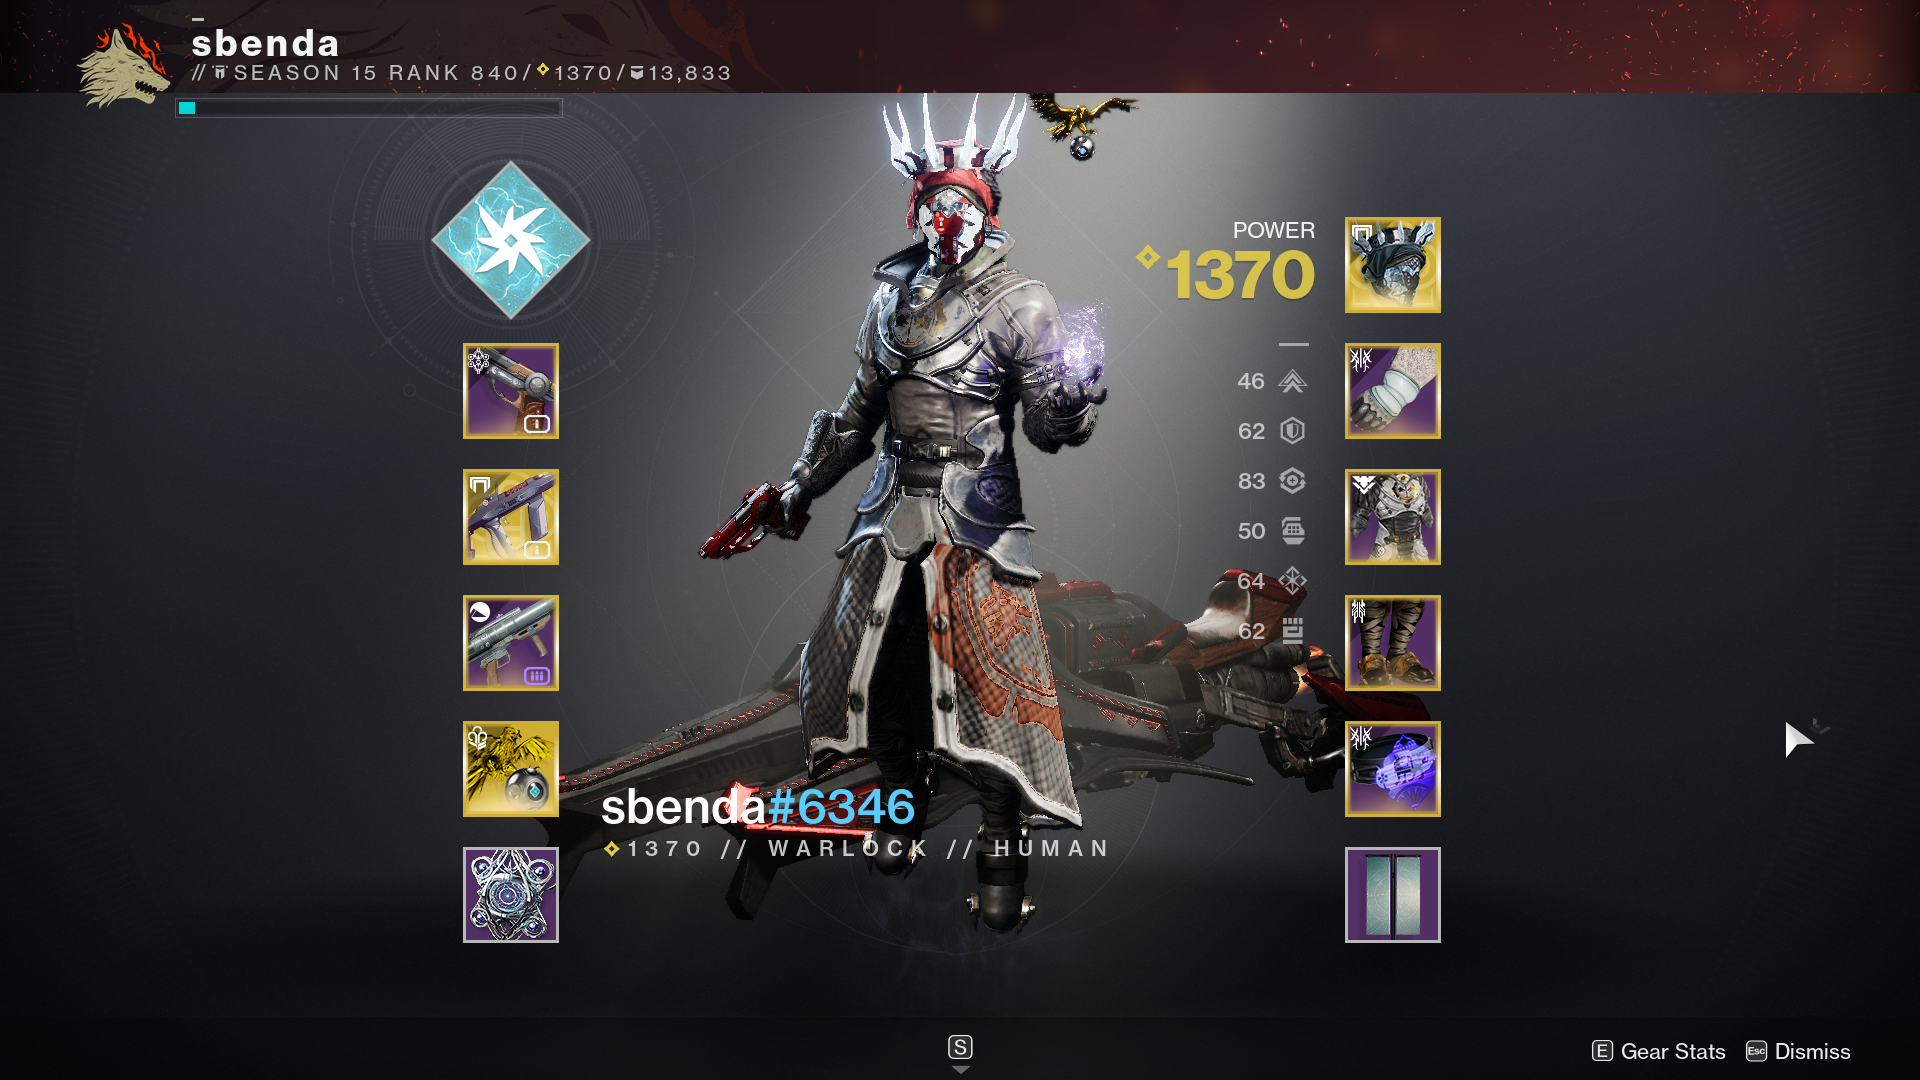 sbenda
// SEASON 15 RANK 840/1370/13,833
POWER
1370
46
62
83
50
64
62
sbenda#6346
1370 // WARLOCK // HUMAN
S
E Gear Stats Esc Dismiss